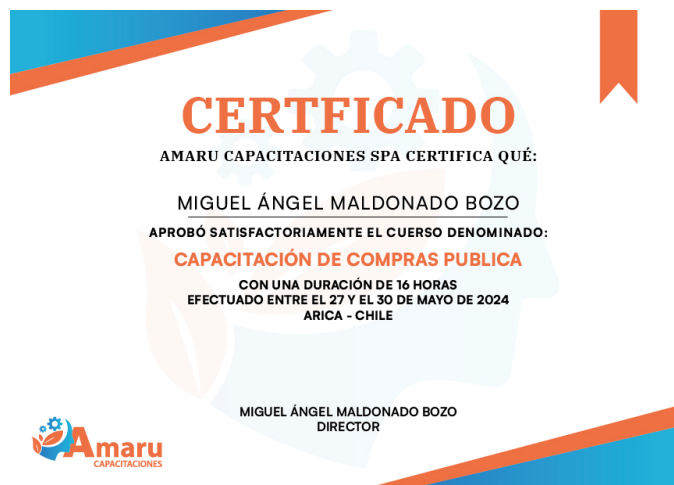 CERTFICADO
AMARU CAPACITACIONES SPA CERTIFICA QUÉ:
MIGUEL ÁNGEL MALDONADO BOZO
APROBÓ SATISFACTORIAMENTE EL CUERSO DENOMINADO:
CAPACITACIÓN DE COMPRAS PUBLICA
CON UNA DURACIÓN DE 16 HORAS
EFECTUADO ENTRE EL 27 Y EL 30 DE MAYO DE 2024
ARICA - CHILE
MIGUEL ÁNGEL MALDONADO BOZO
DIRECTOR
Amaru
CAPACITACIONES